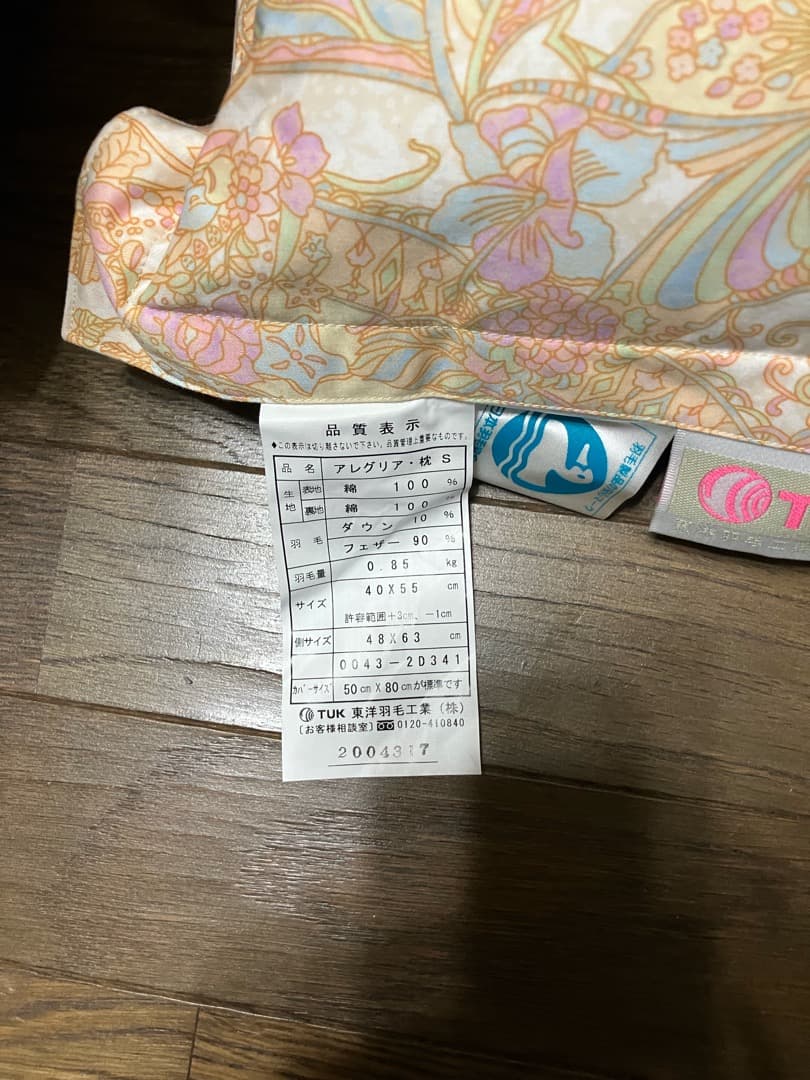 品質表示
◆この表示は切り離さないで下さい。品質管理上重要なものです。
品名 アレグリア・枕 S
生地 表地 綿 100 %
裏地 綿 100 %
羽毛 ダウン 10 %
フェザー 90 %
羽毛量 0.85 kg
サイズ 40X55 cm
許容範囲+3cm、-1cm
側サイズ 48X63 cm
0043-2D341
カバーサイズ 50cm X 80cmが標準です
TUK 東洋羽毛工業(株)
〔お客様相談室〕 0120-410840
2004317